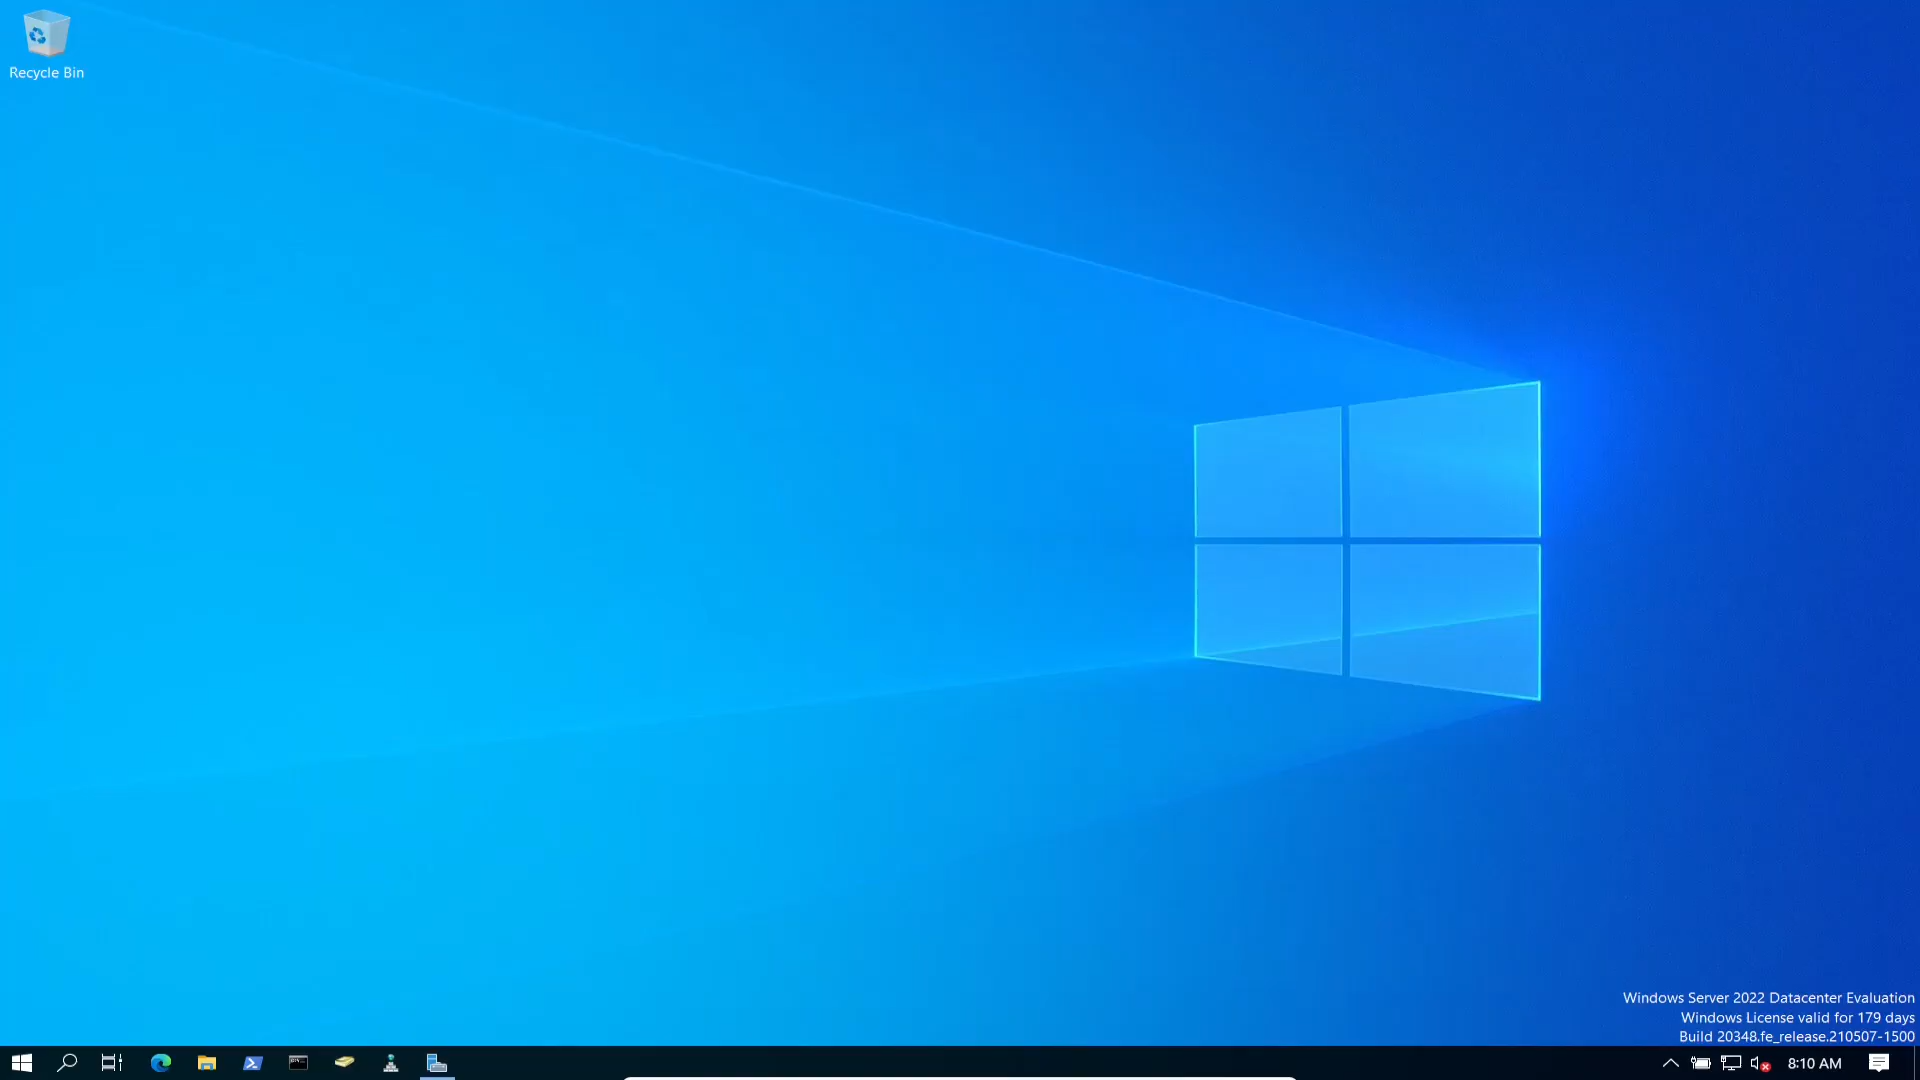 Recycle Bin
Windows Server 2022 Datacenter Evaluation
Windows License valid for 179 days
Build 20348.fe_release.210507-1500
8:10 AM